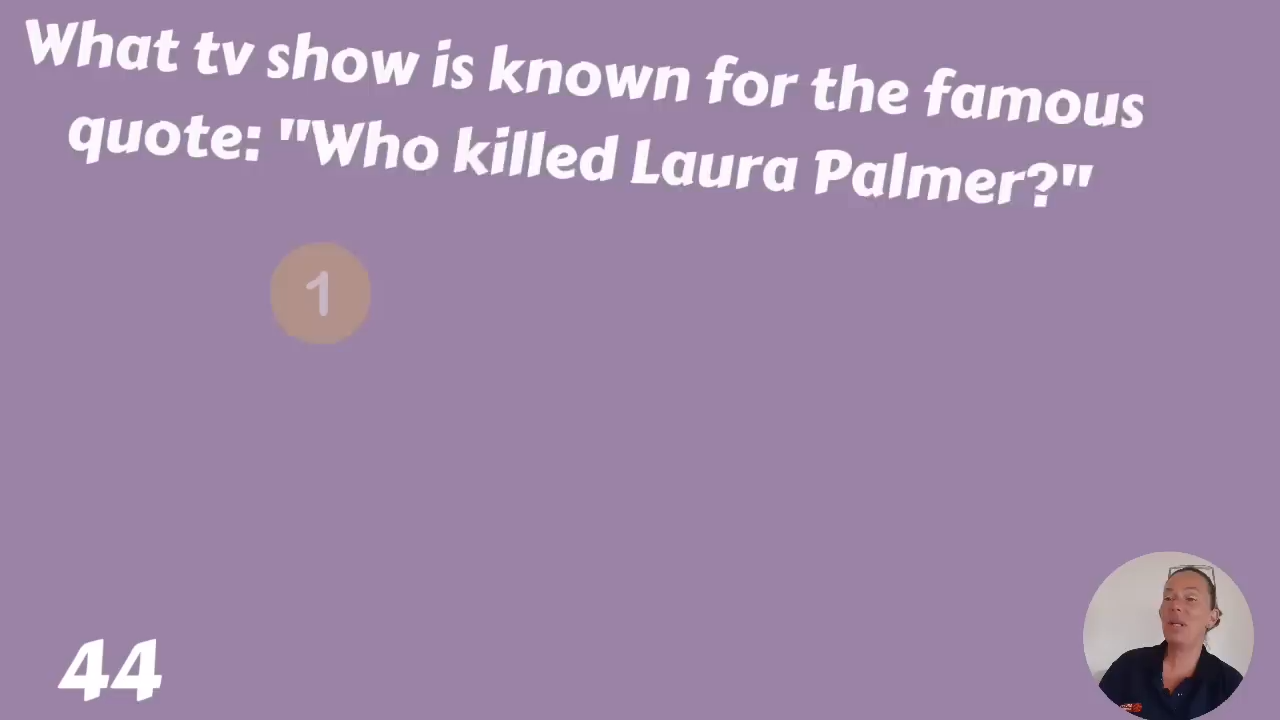 What tv show is known for the famous
quote: "Who killed Laura Palmer?"
1
44